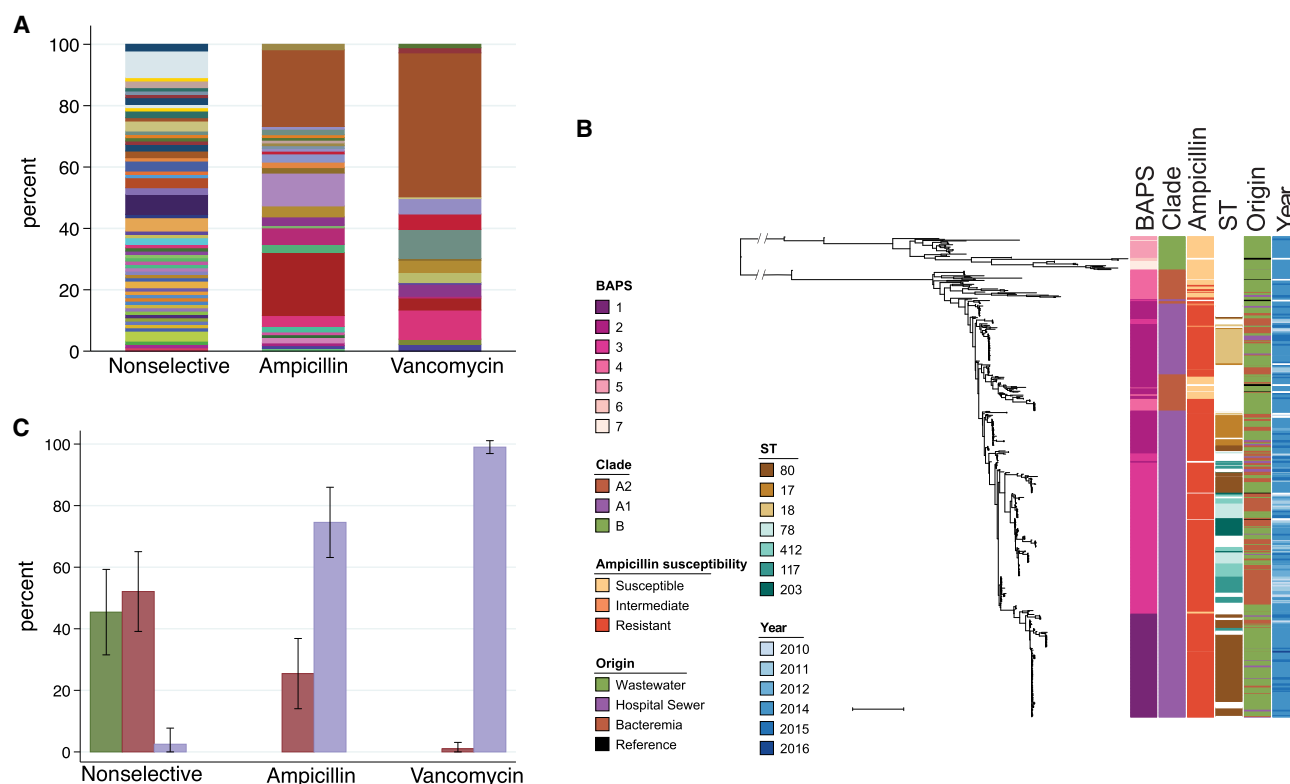 A
percent
100
80
60
40
20
0
Nonselective
Ampicillin
Vancomycin
B
BAPS
Clade
Ampicillin
ST
Origin
Year
BAPS
1
2
3
4
5
6
7
Clade
A2
A1
B
Ampicillin susceptibility
Susceptible
Intermediate
Resistant
Origin
Wastewater
Hospital Sewer
Bacteremia
Reference
ST
80
17
18
78
412
117
203
Year
2010
2011
2012
2014
2015
2016
C
percent
100
80
60
40
20
0
Nonselective
Ampicillin
Vancomycin